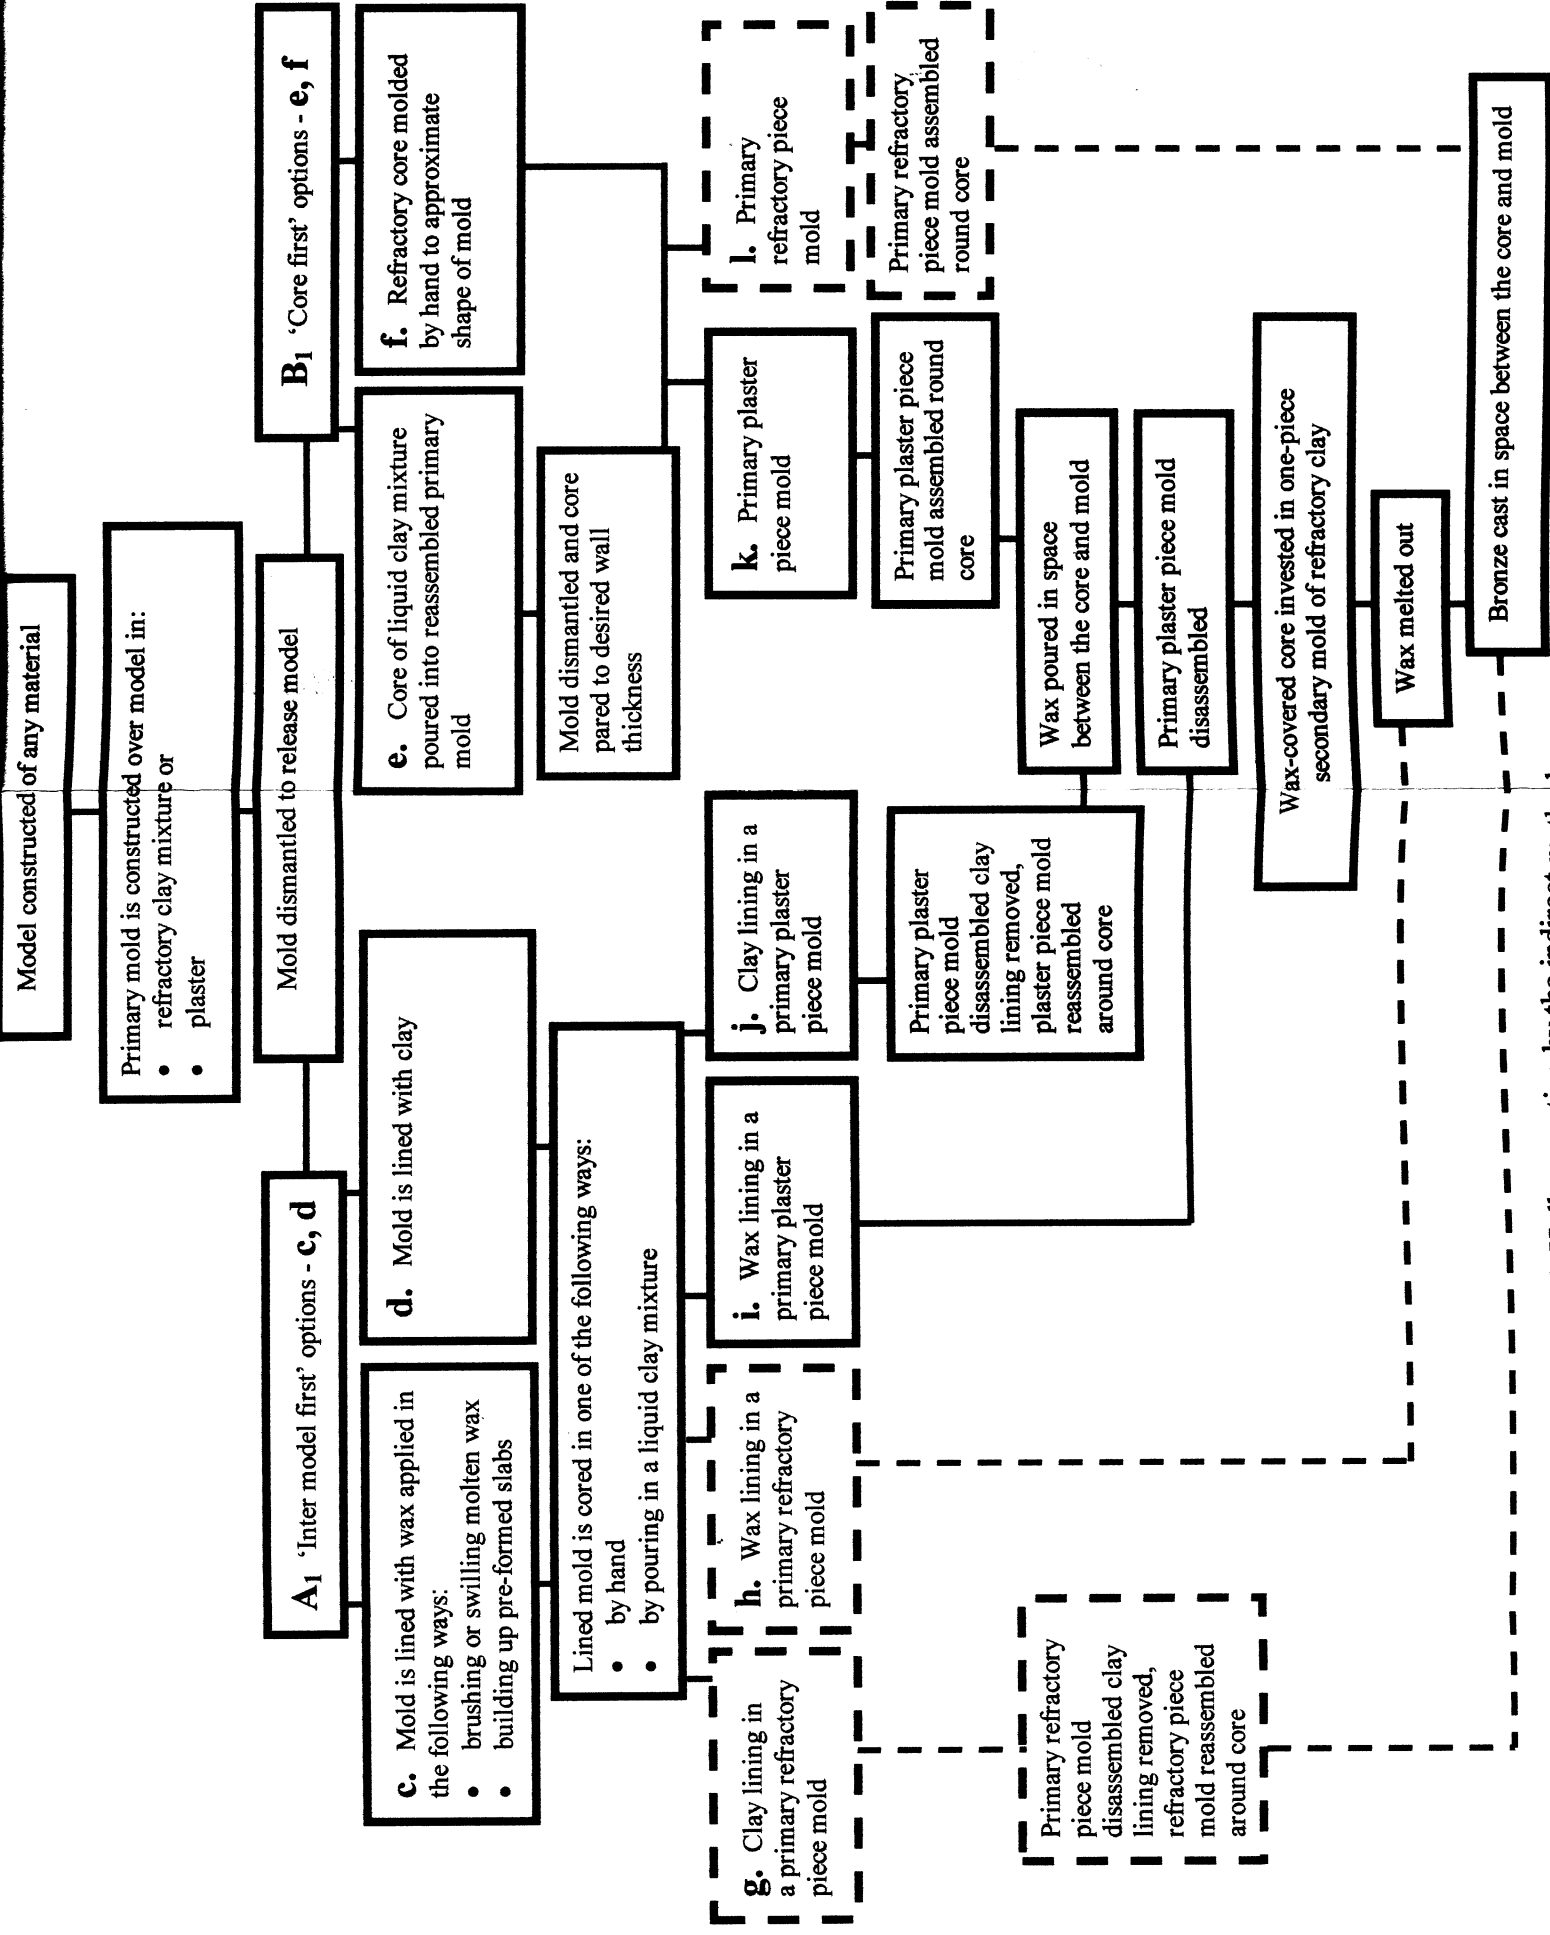 Model constructed of any material
Primary mold is constructed over model in:
• refractory clay mixture or
• plaster
Mold dismantled to release model
A1 ‘Inter model first’ options - c, d
B1 ‘Core first’ options - e, f
c. Mold is lined with wax applied in
the following ways:
• brushing or swilling molten wax
• building up pre-formed slabs
d. Mold is lined with clay
e. Core of liquid clay mixture
poured into reassembled primary
mold
f. Refractory core molded
by hand to approximate
shape of mold
Lined mold is cored in one of the following ways:
• by hand
• by pouring in a liquid clay mixture
Mold dismantled and core
pared to desired wall
thickness
g. Clay lining in
a primary refractory
piece mold
h. Wax lining in a
primary refractory
piece mold
i. Wax lining in a
primary plaster
piece mold
j. Clay lining in a
primary plaster
piece mold
k. Primary plaster
piece mold
l. Primary
refractory piece
mold
Primary plaster
piece mold
disassembled clay
lining removed,
plaster piece mold
reassembled
around core
Primary plaster piece
mold assembled round
core
Primary refractory
piece mold assembled
round core
Primary refractory
piece mold
disassembled clay
lining removed,
refractory piece
mold reassembled
around core
Wax poured in space
between the core and mold
Primary plaster piece mold
disassembled
Wax-covered core invested in one-piece
secondary mold of refractory clay
Wax melted out
Bronze cast in space between the core and mold
by the indirect